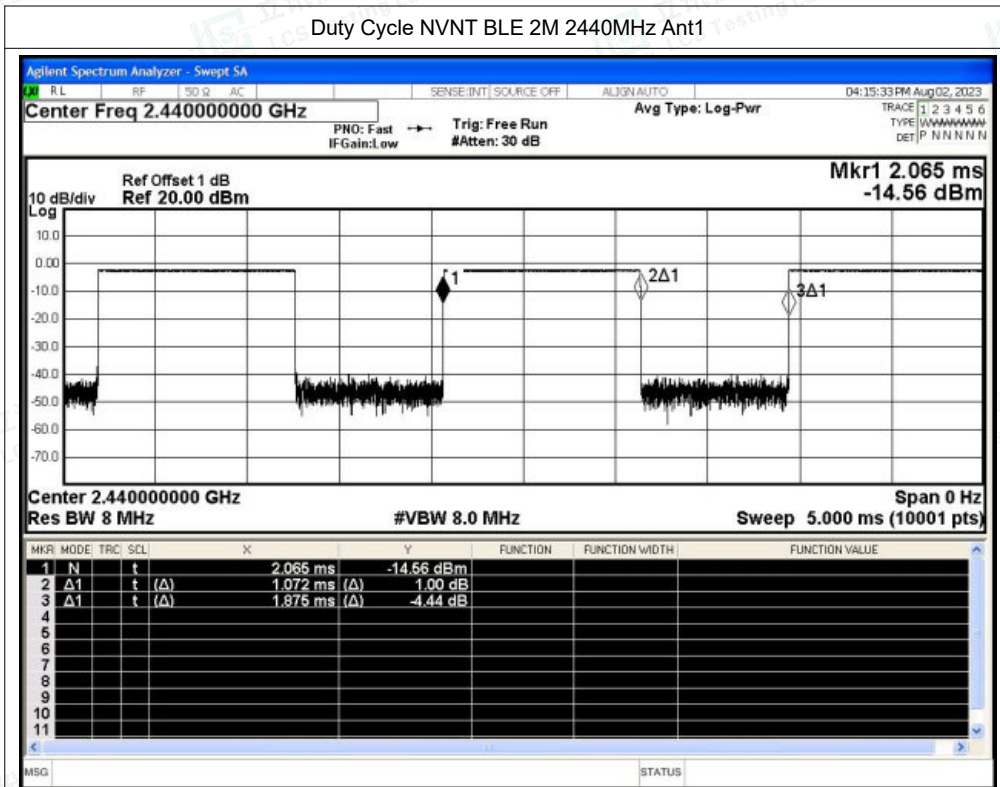 Duty Cycle NVNT BLE 2M 2440MHz Ant1
Agilent Spectrum Analyzer - Swept SA
RL RF 50 Ω AC SENSE:INT SOURCE OFF ALIGN AUTO 04:15:33 PM Aug 02, 2023
Center Freq 2.440000000 GHz Avg Type: Log-Pwr TRACE 1 2 3 4 5 6
PNO: Fast Trig: Free Run TYPE WWWWWW
IFGain:Low #Atten: 30 dB DET P N N N N N
Mkr1 2.065 ms
Ref Offset 1 dB
10 dB/div Ref 20.00 dBm -14.56 dBm
Log
10.0
0.00
1 2Δ1
-10.0 3Δ1
-20.0
-30.0
-40.0
-50.0
-60.0
-70.0
Center 2.440000000 GHz Span 0 Hz
Res BW 8 MHz #VBW 8.0 MHz Sweep 5.000 ms (10001 pts)
MKR MODE TRC SCL X Y FUNCTION FUNCTION WIDTH FUNCTION VALUE
1 N t 2.065 ms -14.56 dBm
2 Δ1 t (Δ) 1.072 ms (Δ) 1.00 dB
3 Δ1 t (Δ) 1.875 ms (Δ) -4.44 dB
4
5
6
7
8
9
10
11
MSG STATUS